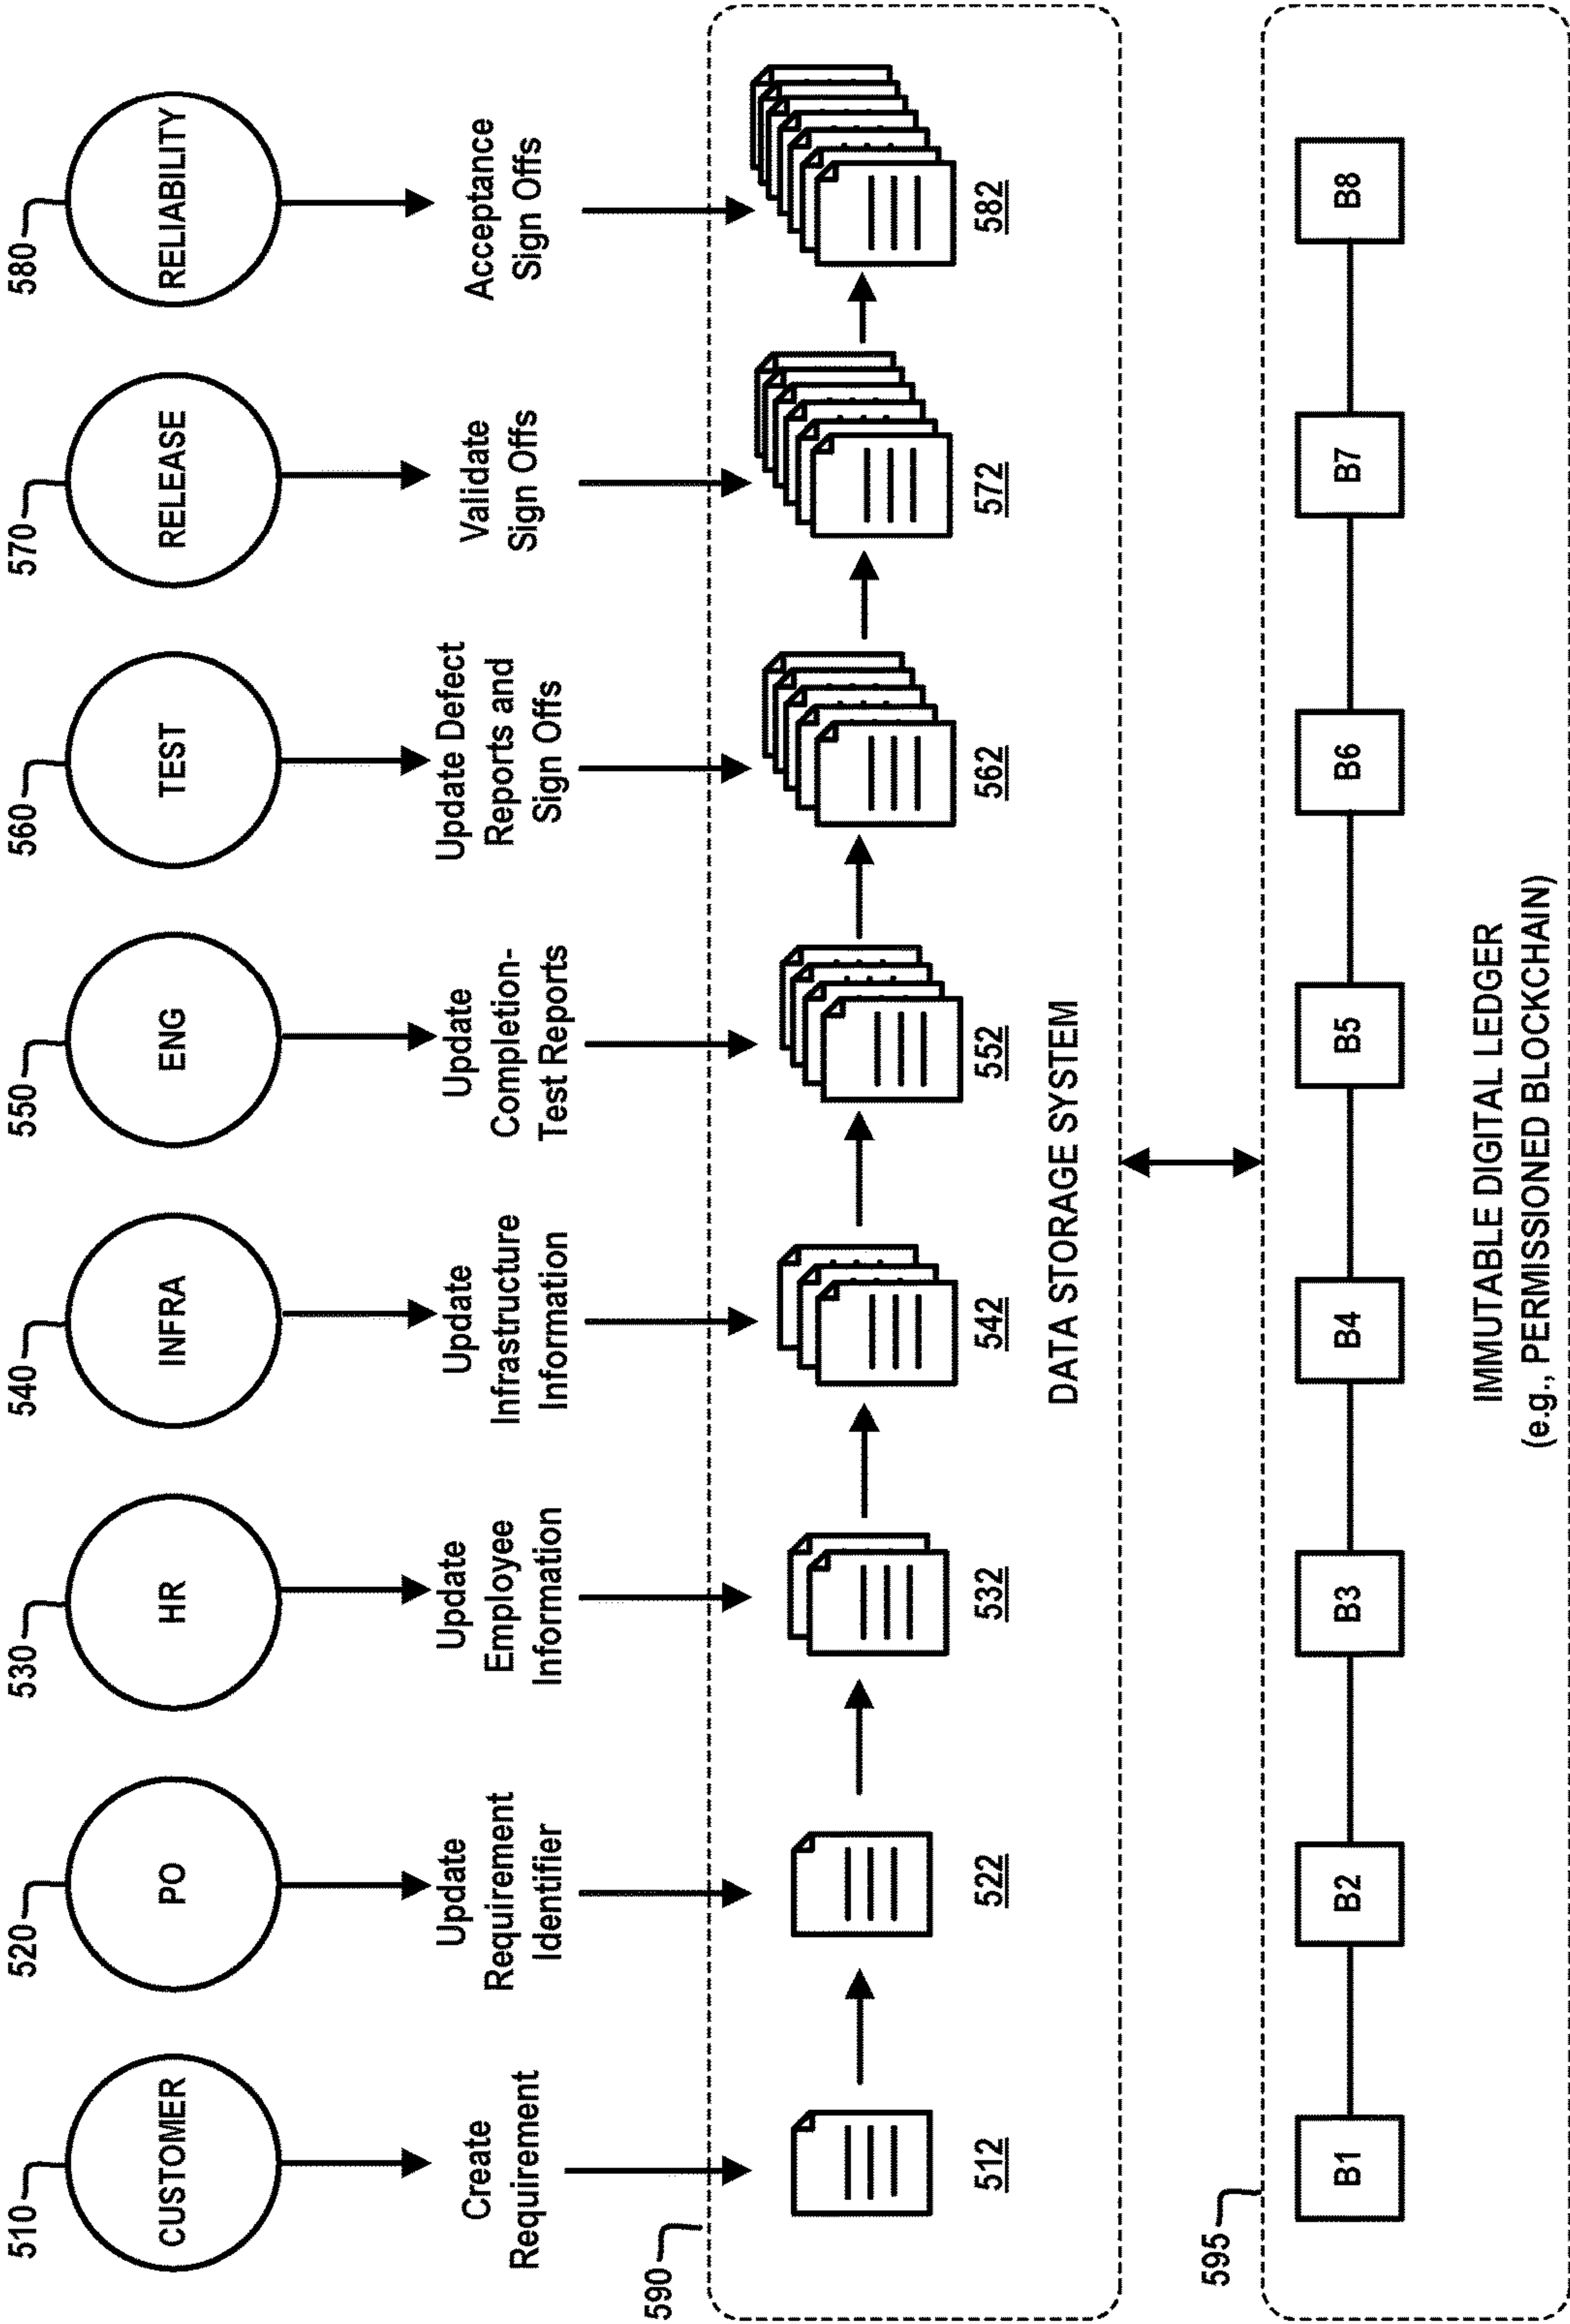 510
520
530
540
550
560
570
580
CUSTOMER
PO
HR
INFRA
ENG
TEST
RELEASE
RELIABILITY
Create
Requirement
Update
Requirement
Identifier
Update
Employee
Information
Update
Infrastructure
Information
Update
Completion-
Test Reports
Update Defect
Reports and
Sign Offs
Validate
Sign Offs
Acceptance
Sign Offs
590
512
522
532
542
552
562
572
582
DATA STORAGE SYSTEM
595
B1
B2
B3
B4
B5
B6
B7
B8
IMMUTABLE DIGITAL LEDGER
(e.g., PERMISSIONED BLOCKCHAIN)